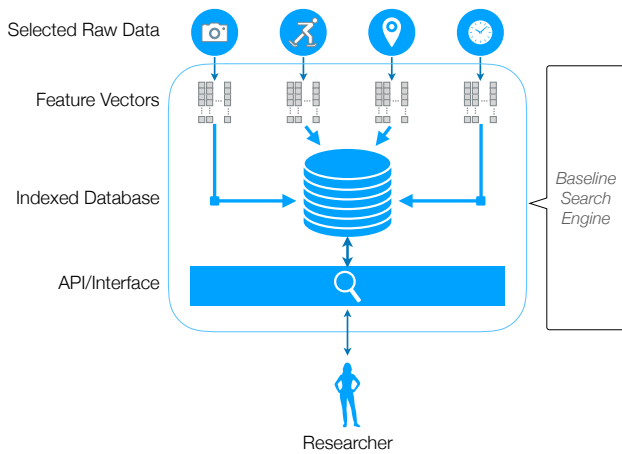 Selected Raw Data
Feature Vectors
Indexed Database
Baseline
Search
Engine
API/Interface
Researcher